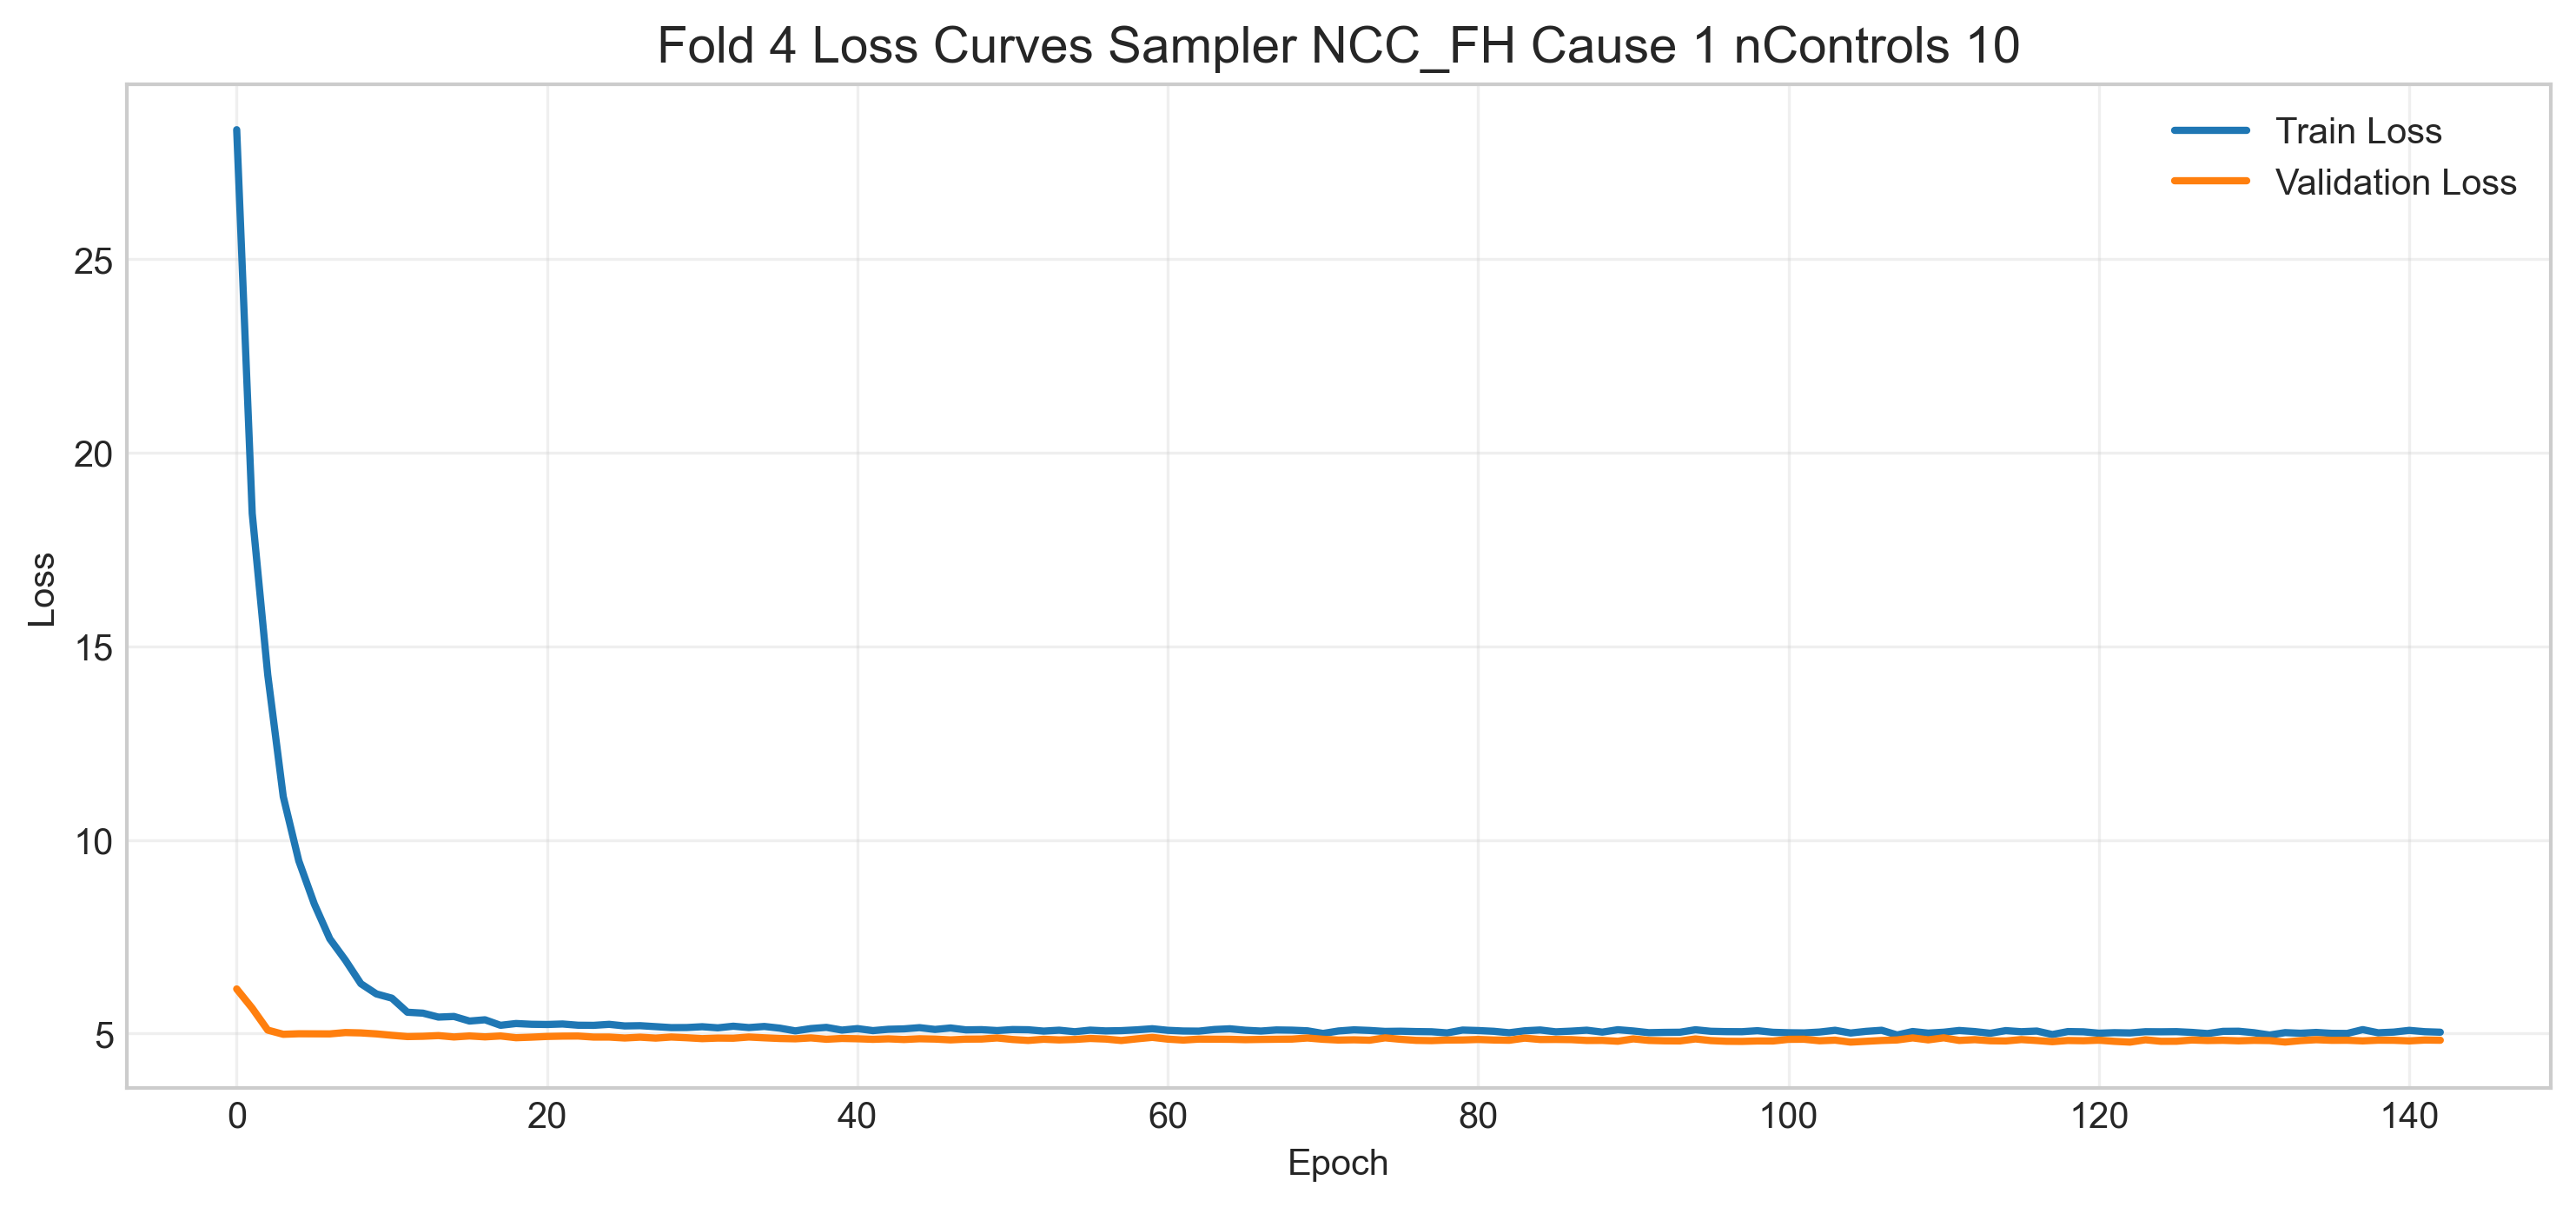 Fold 4 Loss Curves Sampler NCC_FH Cause 1 nControls 10
Train Loss
Validation Loss
25
20
15
10
5
Loss
0 20 40 60 80 100 120 140
Epoch